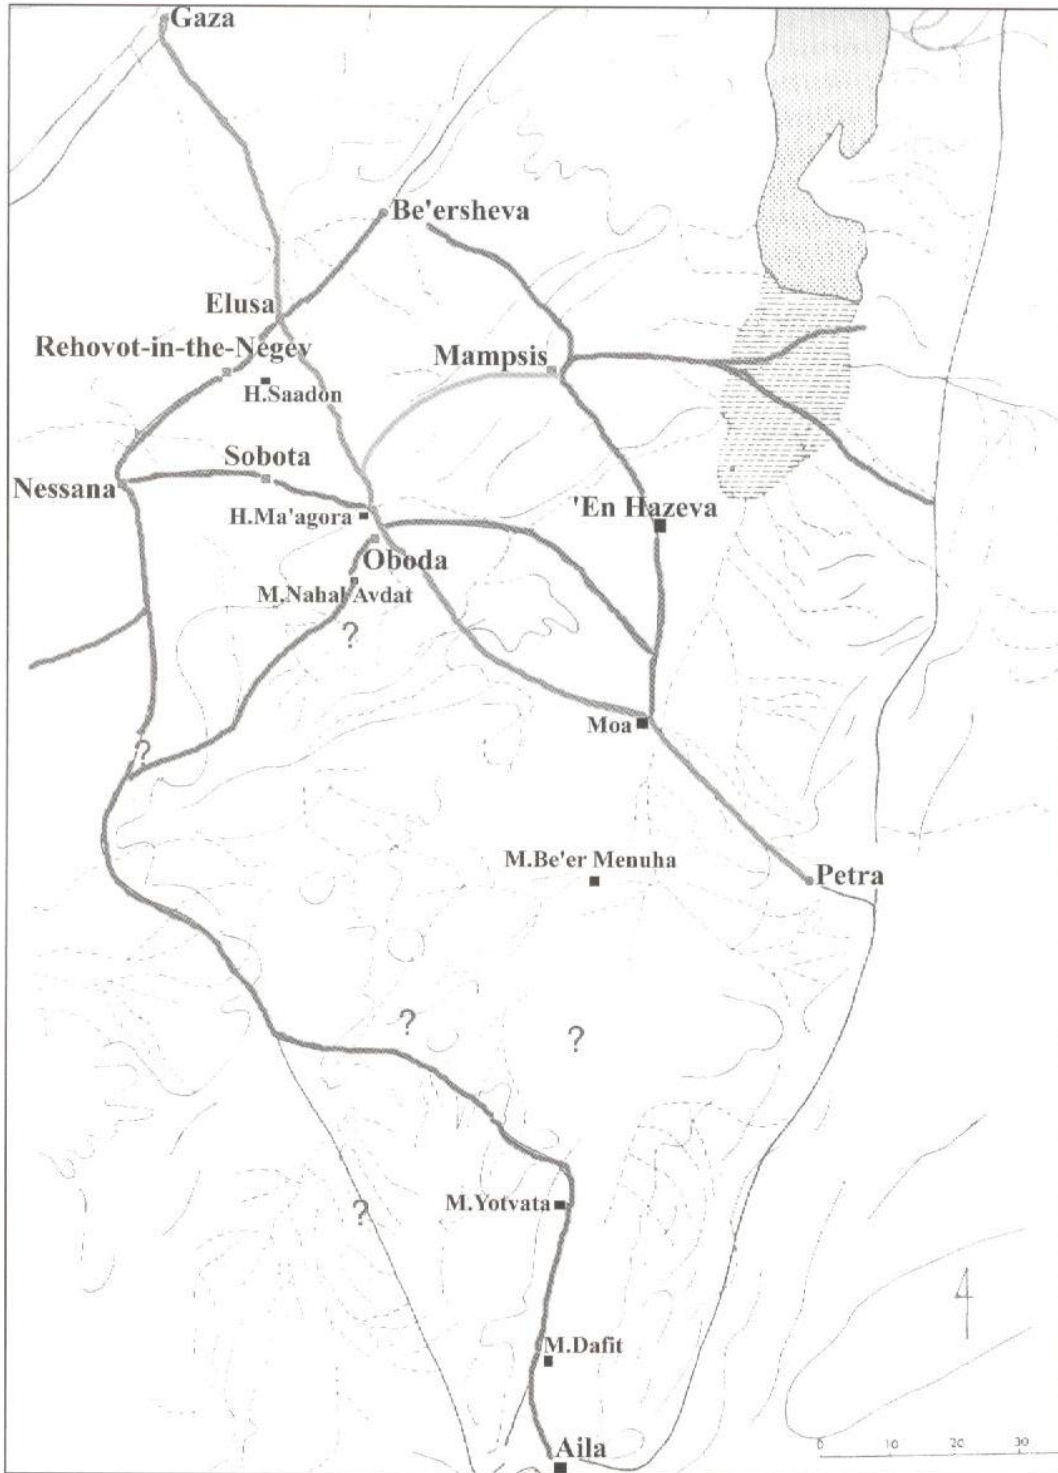 Gaza
Be'ersheva
Elusa
Rehovot-in-the-Negev
Mampsis
H.Saadon
Sobota
Nessana
'En Hazeva
H.Ma'agora
Oboda
M.Nahal Avdat
?
Moa
?
M.Be'er Menuha
Petra
?
?
M.Yotvata
?
M.Dafit
Aila
0 10 20 30